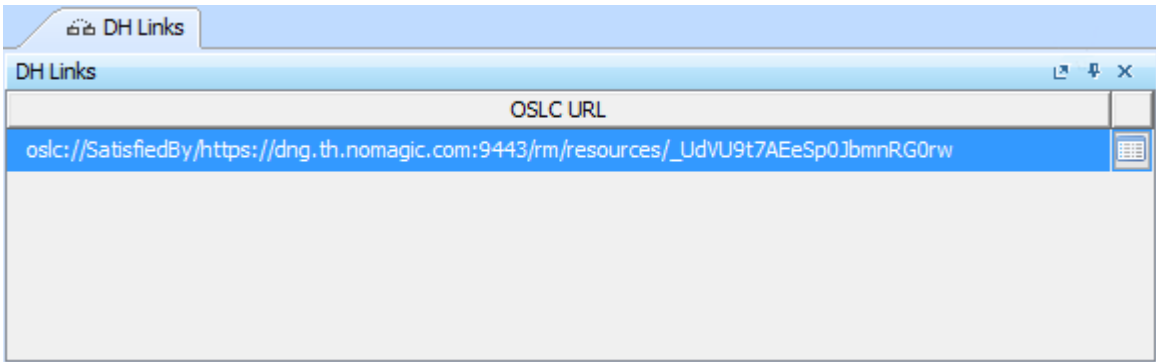 DH Links
DH Links
OSLC URL
oslc://SatisfiedBy/https://dng.th.nomagic.com:9443/rm/resources/_UdVU9t7AEeSp0JbmnRG0rw